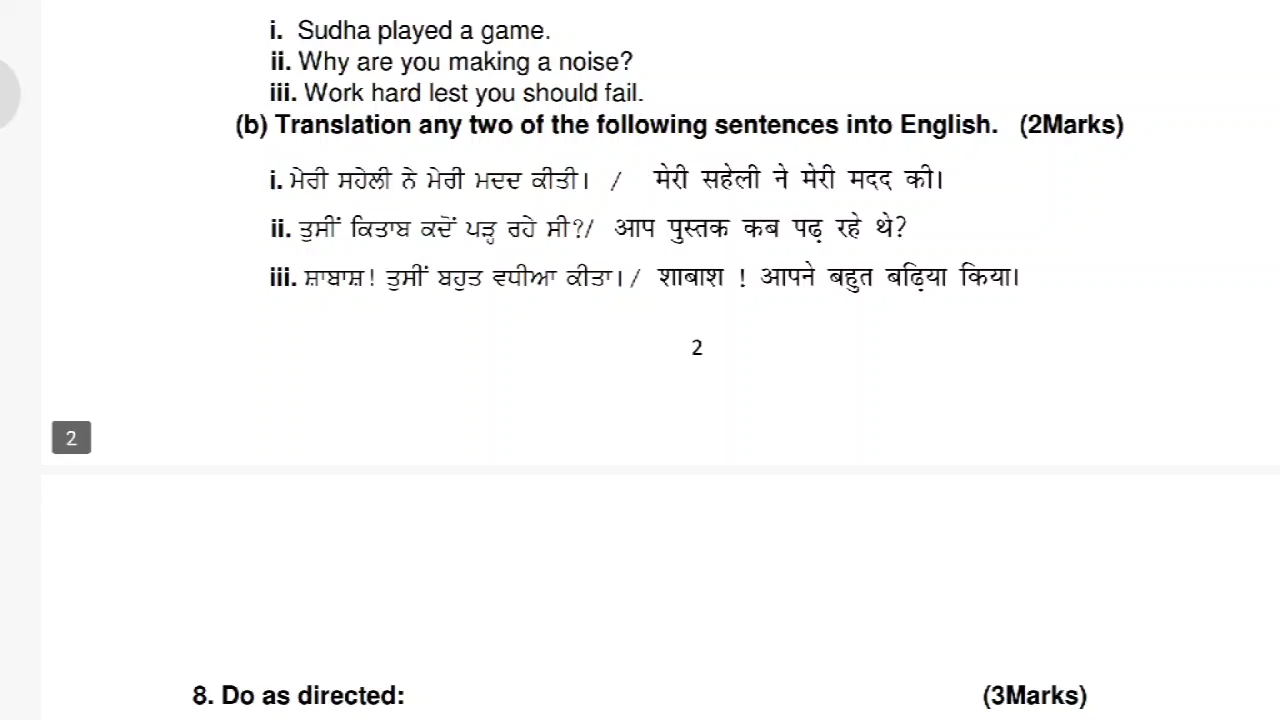 i. Sudha played a game.
ii. Why are you making a noise?
iii. Work hard lest you should fail.
(b) Translation any two of the following sentences into English. (2Marks)
i. ਮੇਰੀ ਸਹੇਲੀ ਨੇ ਮੇਰੀ ਮਦਦ ਕੀਤੀ। / मेरी सहेली ने मेरी मदद की।
ii. ਤੁਸੀਂ ਕਿਤਾਬ ਕਦੋਂ ਪੜ੍ਹ ਰਹੇ ਸੀ?/ आप पुस्तक कब पढ़ रहे थे?
iii. ਸ਼ਾਬਾਸ਼! ਤੁਸੀਂ ਬਹੁਤ ਵਧੀਆ ਕੀਤਾ।/ शाबाश ! आपने बहुत बढ़िया किया।
2
2
8. Do as directed: (3Marks)